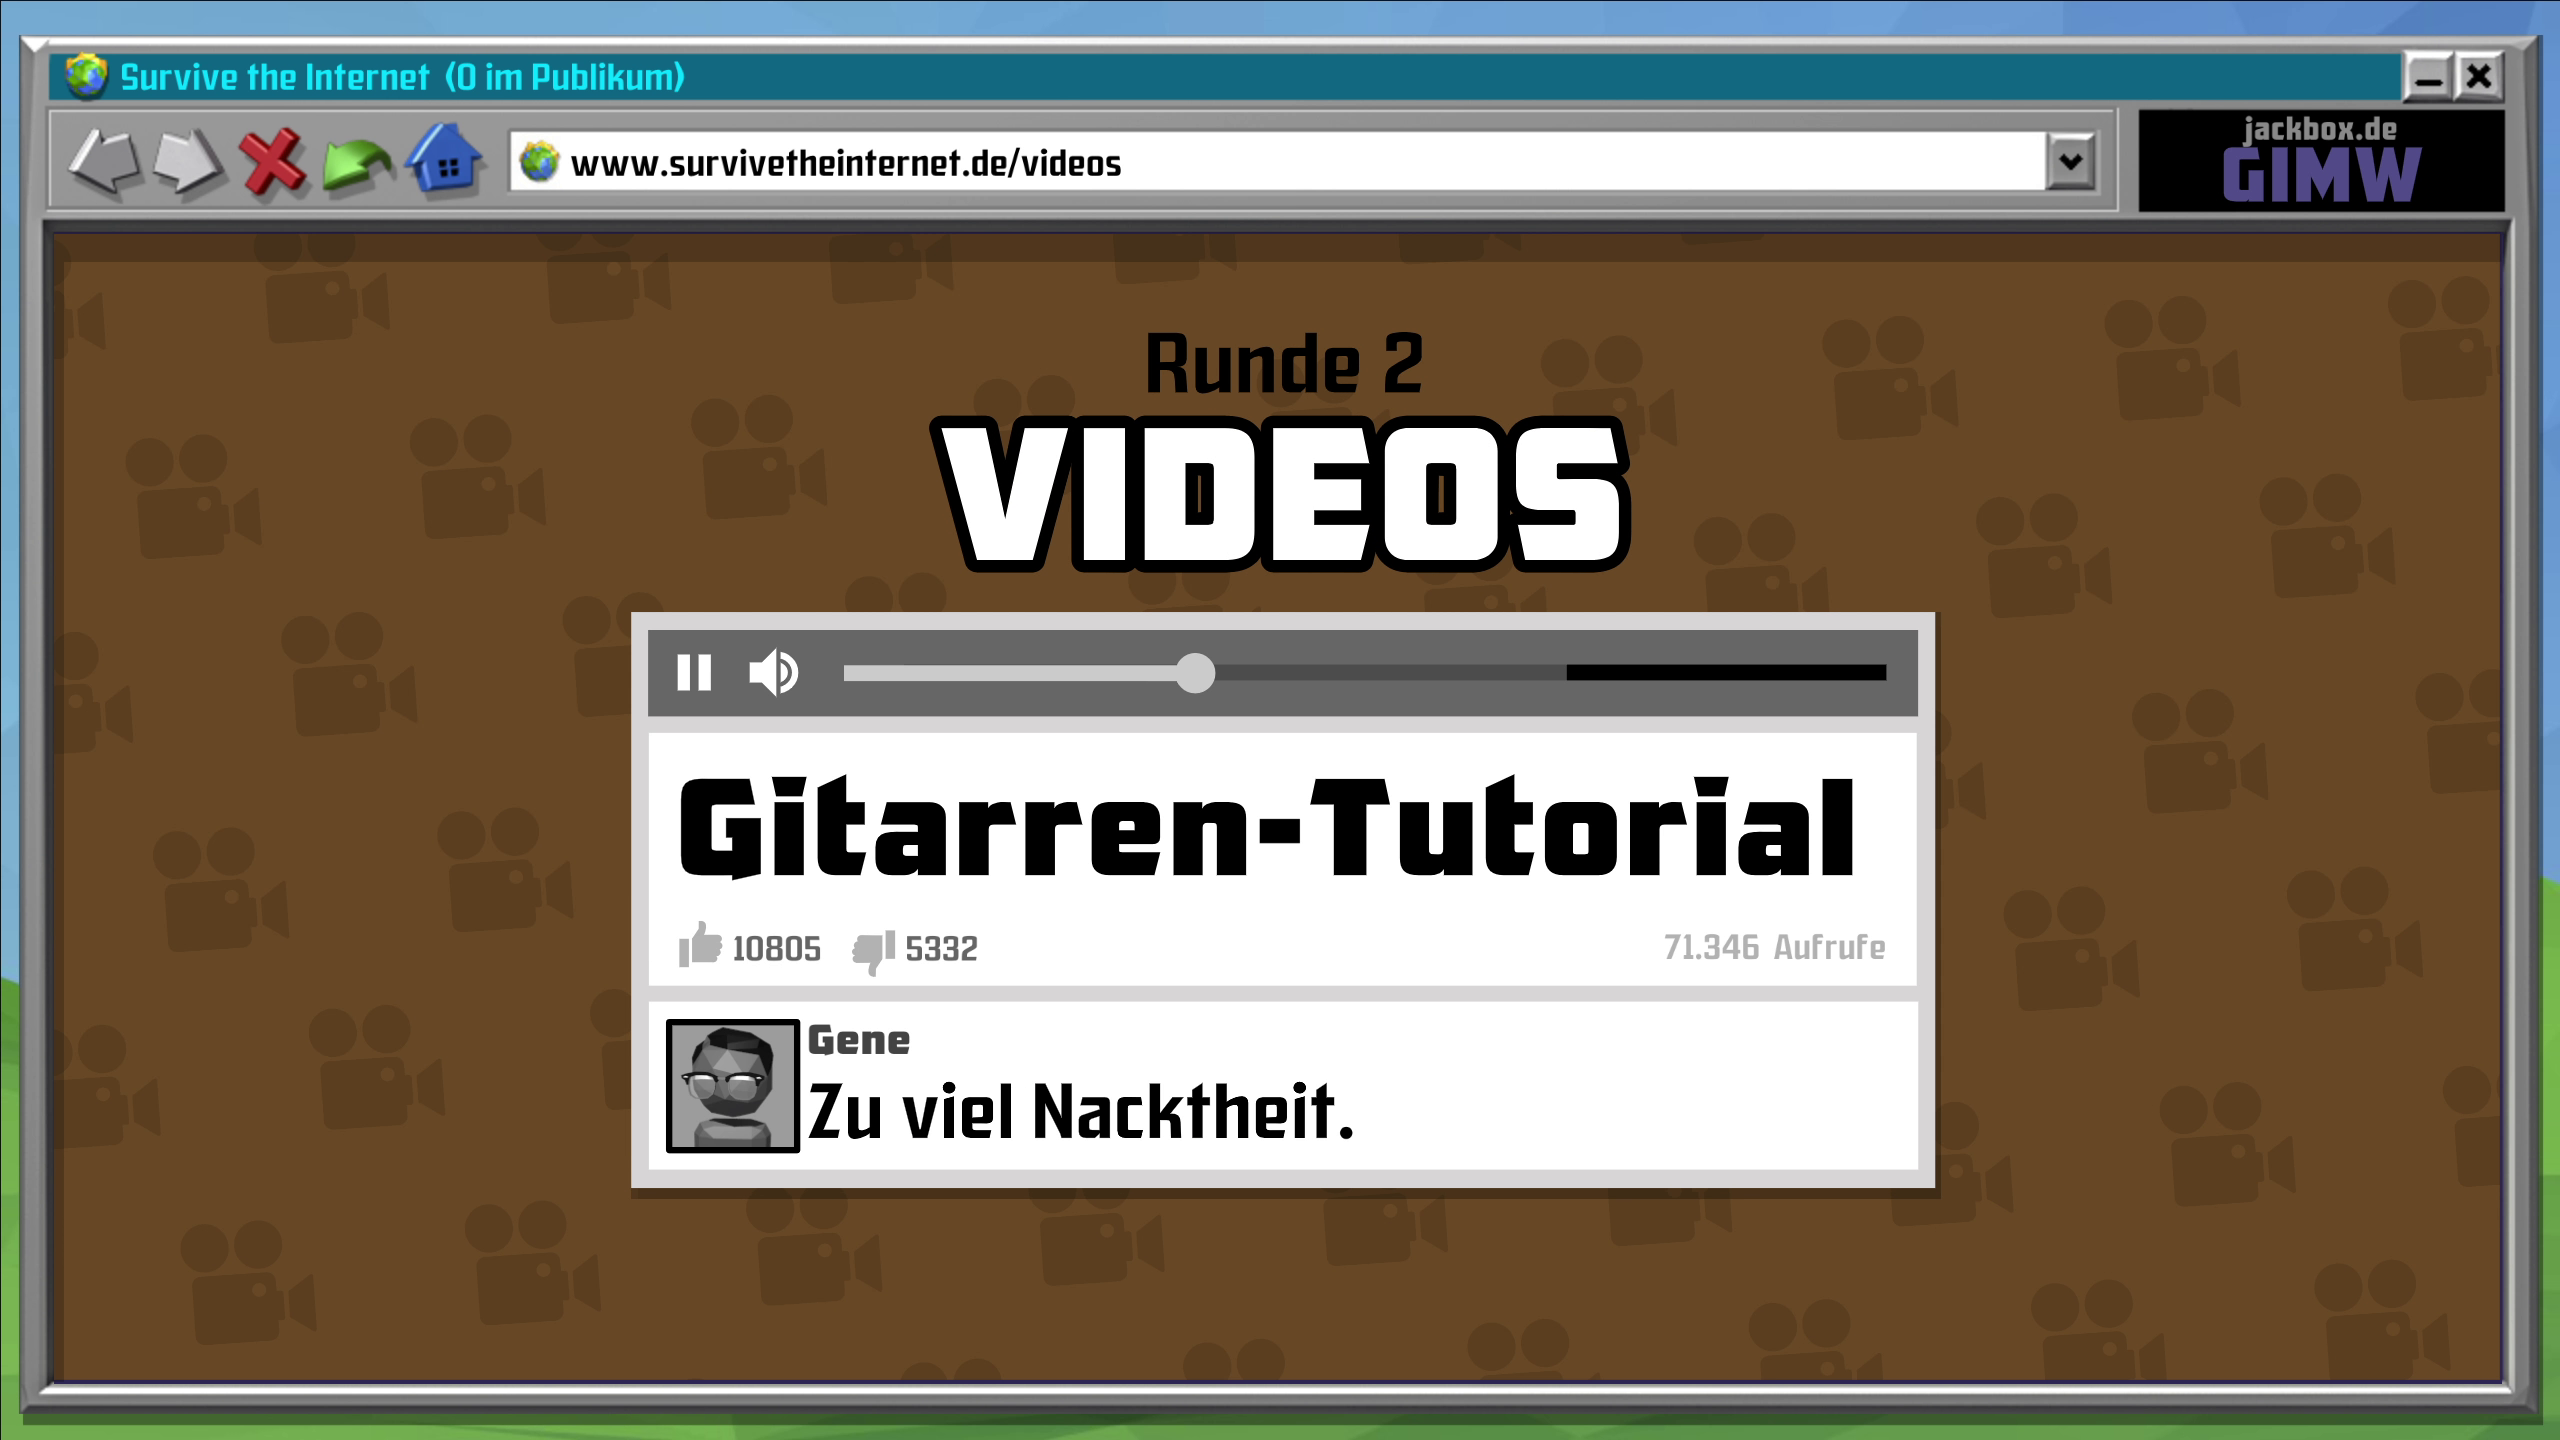 Survive the Internet (0 im Publikum)
www.survivetheinternet.de/videos
jackbox.de
GIMW
Runde 2
VIDEOS
Gitarren-Tutorial
10805 5332 71.346 Aufrufe
Gene
Zu viel Nacktheit.